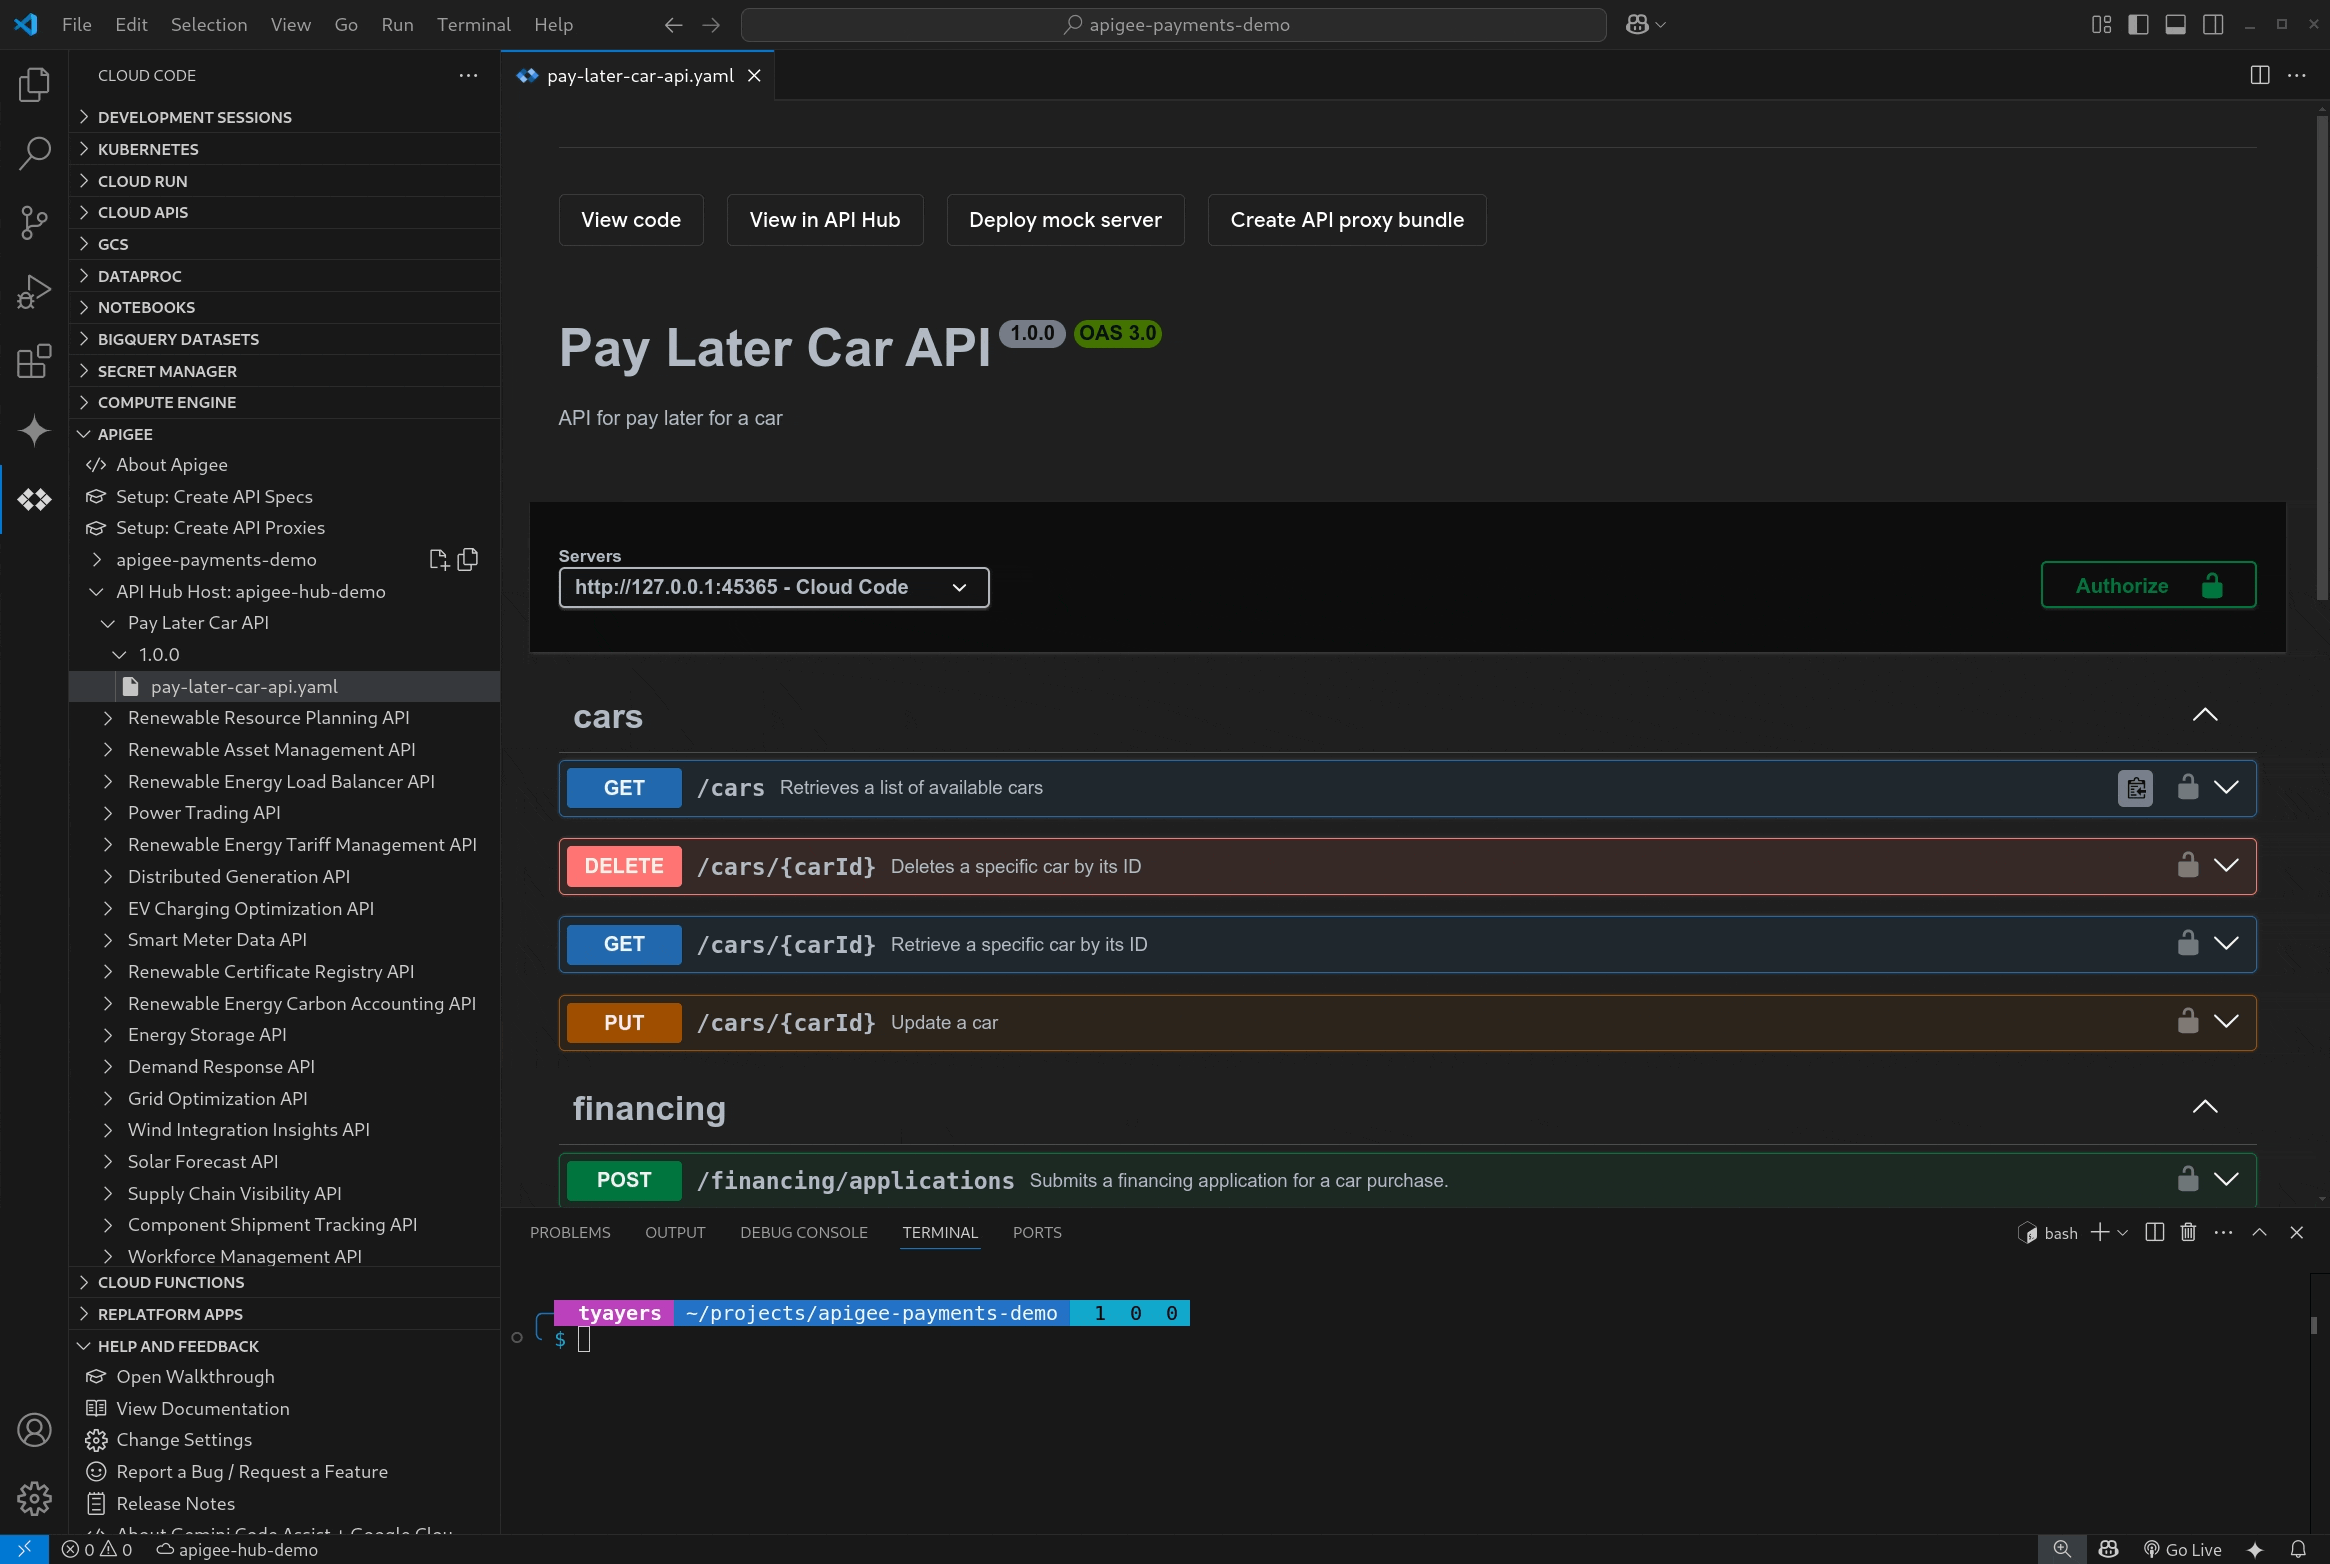 File Edit Selection View Go Run Terminal Help
apigee-payments-demo
CLOUD CODE
DEVELOPMENT SESSIONS
KUBERNETES
CLOUD RUN
CLOUD APIS
GCS
DATAPROC
NOTEBOOKS
BIGQUERY DATASETS
SECRET MANAGER
COMPUTE ENGINE
APIGEE
About Apigee
Setup: Create API Specs
Setup: Create API Proxies
apigee-payments-demo
API Hub Host: apigee-hub-demo
Pay Later Car API
1.0.0
pay-later-car-api.yaml
Renewable Resource Planning API
Renewable Asset Management API
Renewable Energy Load Balancer API
Power Trading API
Renewable Energy Tariff Management API
Distributed Generation API
EV Charging Optimization API
Smart Meter Data API
Renewable Certificate Registry API
Renewable Energy Carbon Accounting API
Energy Storage API
Demand Response API
Grid Optimization API
Wind Integration Insights API
Solar Forecast API
Supply Chain Visibility API
Component Shipment Tracking API
Workforce Management API
CLOUD FUNCTIONS
REPLATFORM APPS
HELP AND FEEDBACK
Open Walkthrough
View Documentation
Change Settings
Report a Bug / Request a Feature
Release Notes
About Gemini Code Assist + Google Clou
pay-later-car-api.yaml
View code
View in API Hub
Deploy mock server
Create API proxy bundle
Pay Later Car API 1.0.0 OAS 3.0
API for pay later for a car
Servers
http://127.0.0.1:45365 - Cloud Code
Authorize
cars
GET /cars Retrieves a list of available cars
DELETE /cars/{carId} Deletes a specific car by its ID
GET /cars/{carId} Retrieve a specific car by its ID
PUT /cars/{carId} Update a car
financing
POST /financing/applications Submits a financing application for a car purchase.
PROBLEMS OUTPUT DEBUG CONSOLE TERMINAL PORTS
bash
tyayers ~/projects/apigee-payments-demo 1 0 0
$
0 0 apigee-hub-demo
Go Live